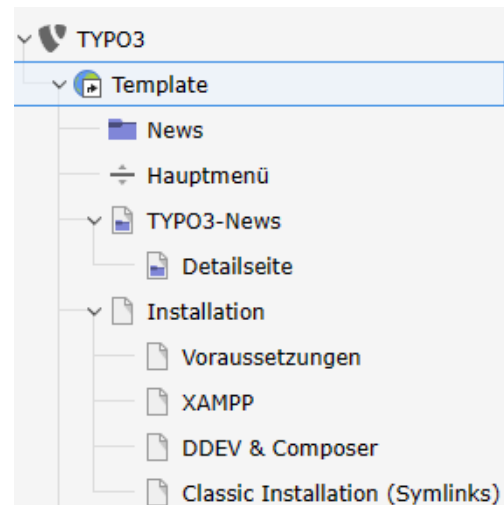 TYPO3
Template
News
Hauptmenü
TYPO3-News
Detailseite
Installation
Voraussetzungen
XAMPP
DDEV & Composer
Classic Installation (Symlinks)